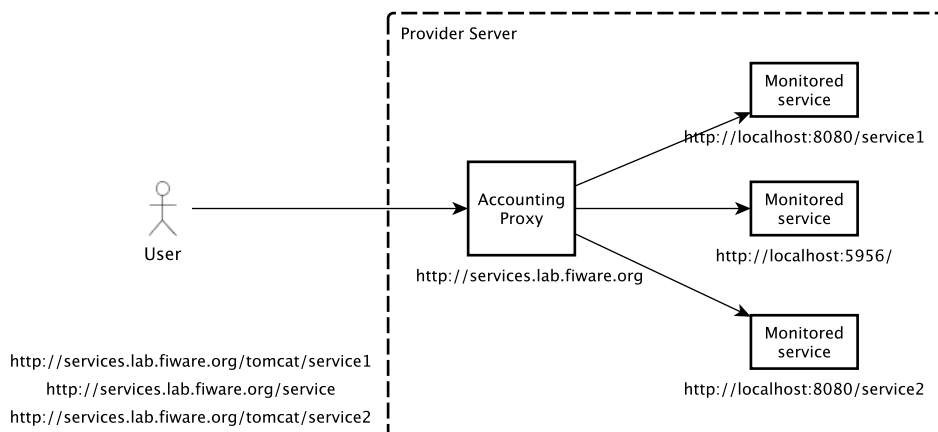 Provider Server
Monitored
service
http://localhost:8080/service1
Accounting
Proxy
http://services.lab.fiware.org
Monitored
service
http://localhost:5956/
User
Monitored
service
http://localhost:8080/service2
http://services.lab.fiware.org/tomcat/service1
http://services.lab.fiware.org/service
http://services.lab.fiware.org/tomcat/service2